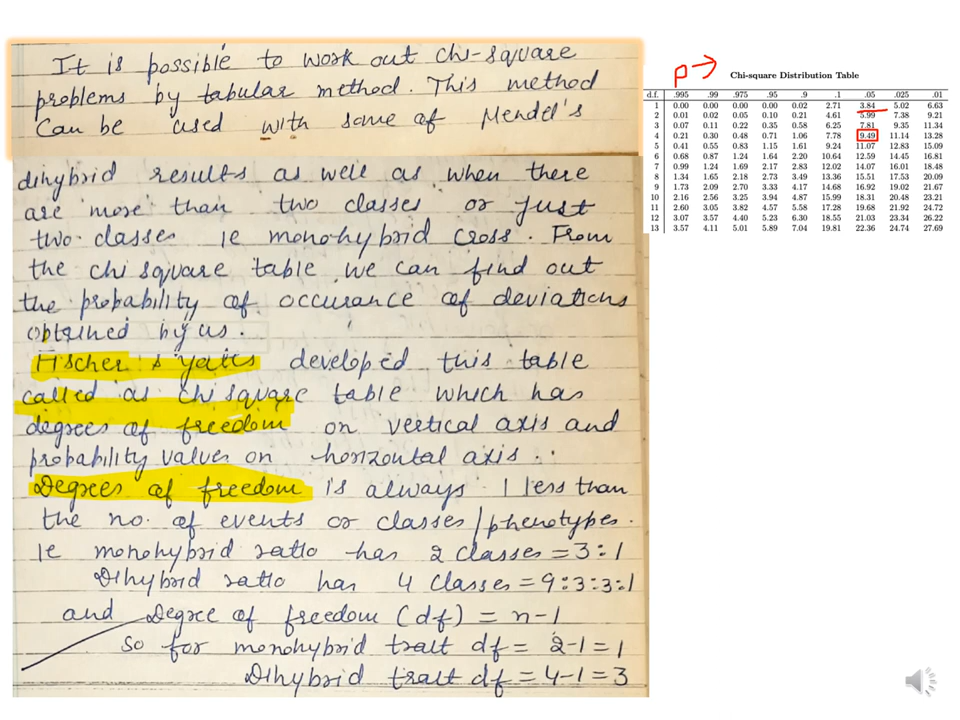 It is possible to work out chi-square
problems by tabular method. This method
Can be used with some of Mendel's
dihybrid results as well as when there
are more than two classes or just
two classes ie monohybrid cross. From
the chi square table we can find out
the probability of occurance of deviations
obtained by us.
Fischer & Yates developed this table
called as chi square table which has
degrees of freedom on vertical axis and
probability values on horizontal axis..
Degrees of freedom is always 1 less than
the no. of events or classes/phenotypes.
ie monohybrid ratio has 2 classes = 3:1
Dihybrid ratio has 4 classes = 9:3:3:1
and Degree of freedom (df) = n-1
So for monohybrid trait df = 2-1 = 1
Dihybrid trait df = 4-1 = 3
p→
Chi-square Distribution Table
d.f. .995 .99 .975 .95 .9 .1 .05 .025 .01
1 0.00 0.00 0.00 0.00 0.02 2.71 3.84 5.02 6.63
2 0.01 0.02 0.05 0.10 0.21 4.61 5.99 7.38 9.21
3 0.07 0.11 0.22 0.35 0.58 6.25 7.81 9.35 11.34
4 0.21 0.30 0.48 0.71 1.06 7.78 9.49 11.14 13.28
5 0.41 0.55 0.83 1.15 1.61 9.24 11.07 12.83 15.09
6 0.68 0.87 1.24 1.64 2.20 10.64 12.59 14.45 16.81
7 0.99 1.24 1.69 2.17 2.83 12.02 14.07 16.01 18.48
8 1.34 1.65 2.18 2.73 3.49 13.36 15.51 17.53 20.09
9 1.73 2.09 2.70 3.33 4.17 14.68 16.92 19.02 21.67
10 2.16 2.56 3.25 3.94 4.87 15.99 18.31 20.48 23.21
11 2.60 3.05 3.82 4.57 5.58 17.28 19.68 21.92 24.72
12 3.07 3.57 4.40 5.23 6.30 18.55 21.03 23.34 26.22
13 3.57 4.11 5.01 5.89 7.04 19.81 22.36 24.74 27.69